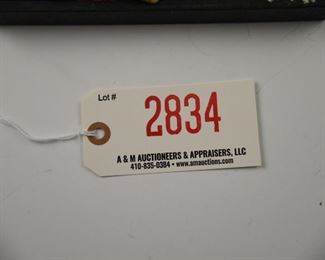 Lot #
2834
A & M AUCTIONEERS & APPRAISERS, LLC
410-835-0384 • www.amauctions.com